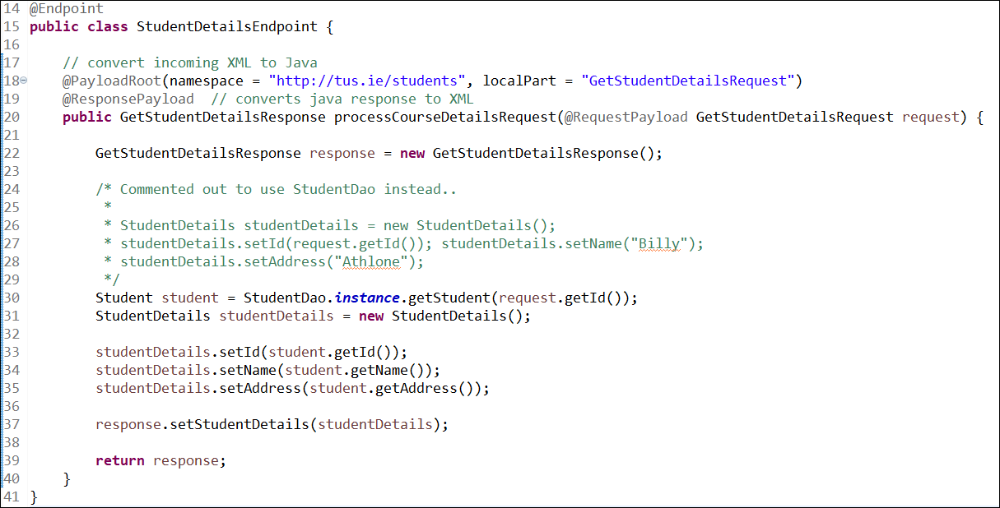 14 @Endpoint
15 public class StudentDetailsEndpoint {
16
17     // convert incoming XML to Java
18     @PayloadRoot(namespace = "http://tus.ie/students", localPart = "GetStudentDetailsRequest")
19     @ResponsePayload  // converts java response to XML
20     public GetStudentDetailsResponse processCourseDetailsRequest(@RequestPayload GetStudentDetailsRequest request) {
21
22         GetStudentDetailsResponse response = new GetStudentDetailsResponse();
23
24         /* Commented out to use StudentDao instead..
25          *
26          * StudentDetails studentDetails = new StudentDetails();
27          * studentDetails.setId(request.getId()); studentDetails.setName("Billy");
28          * studentDetails.setAddress("Athlone");
29          */
30         Student student = StudentDao.instance.getStudent(request.getId());
31         StudentDetails studentDetails = new StudentDetails();
32
33         studentDetails.setId(student.getId());
34         studentDetails.setName(student.getName());
35         studentDetails.setAddress(student.getAddress());
36
37         response.setStudentDetails(studentDetails);
38
39         return response;
40     }
41 }